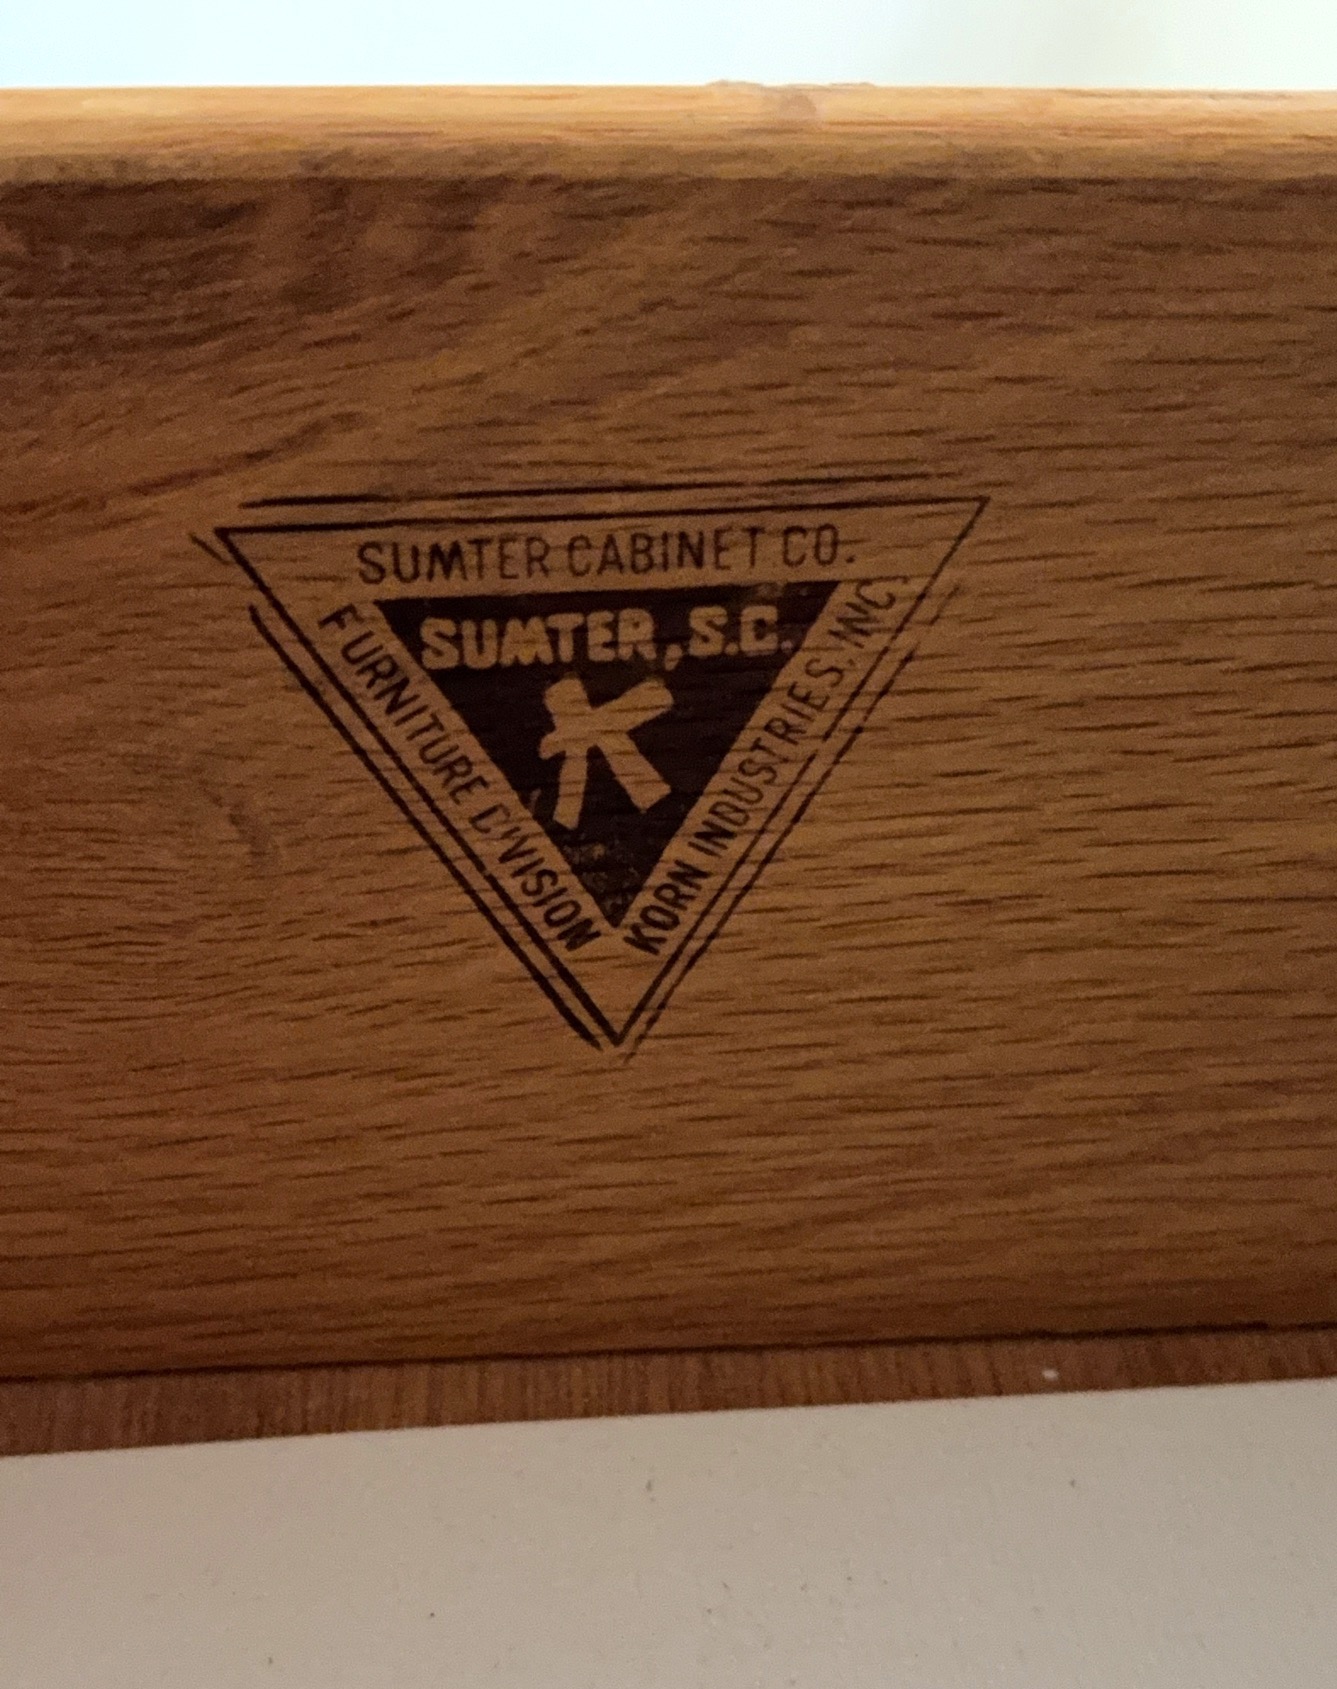 SUMTER CABINET CO.
SUMTER, S.C.
K
FURNITURE DIVISION
KORN INDUSTRIES, INC.